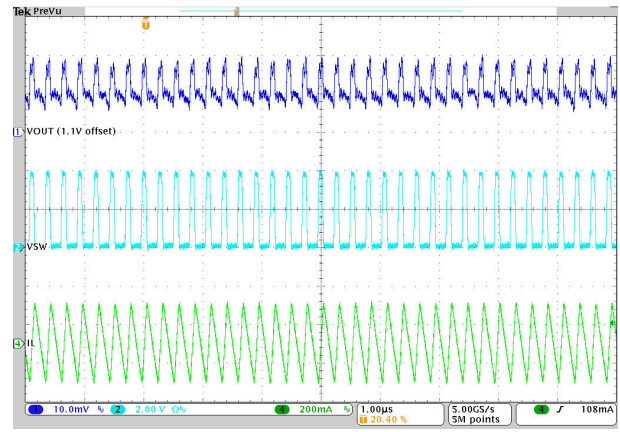 Tek PreVu
T
1 VOUT (1.1V offset)
2 VSW
4 IL
1 10.0mV 2 2.00 V Ω 4 200mA 1.00µs 5.00GS/s 4 108mA
T 20.40 % 5M points